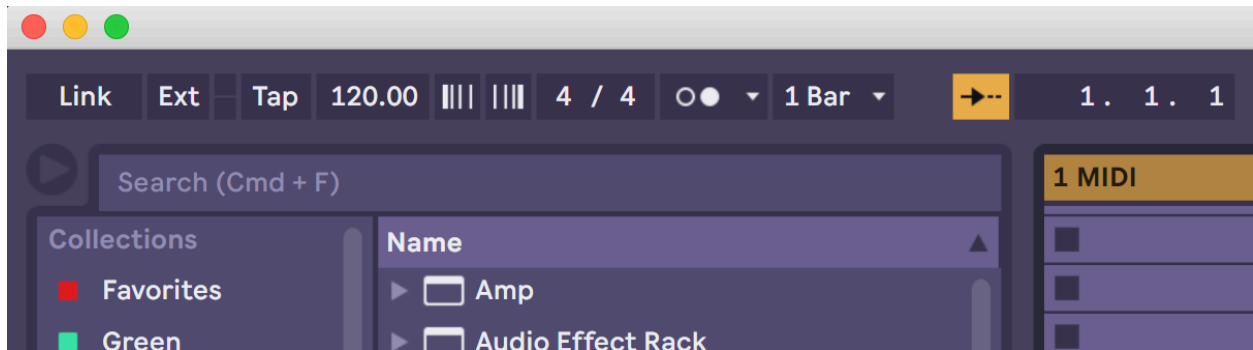 Link Ext Tap 120.00 4 / 4 1 Bar 1. 1. 1
Search (Cmd + F)
1 MIDI
Collections
Name
Favorites
Amp
Green
Audio Effect Rack